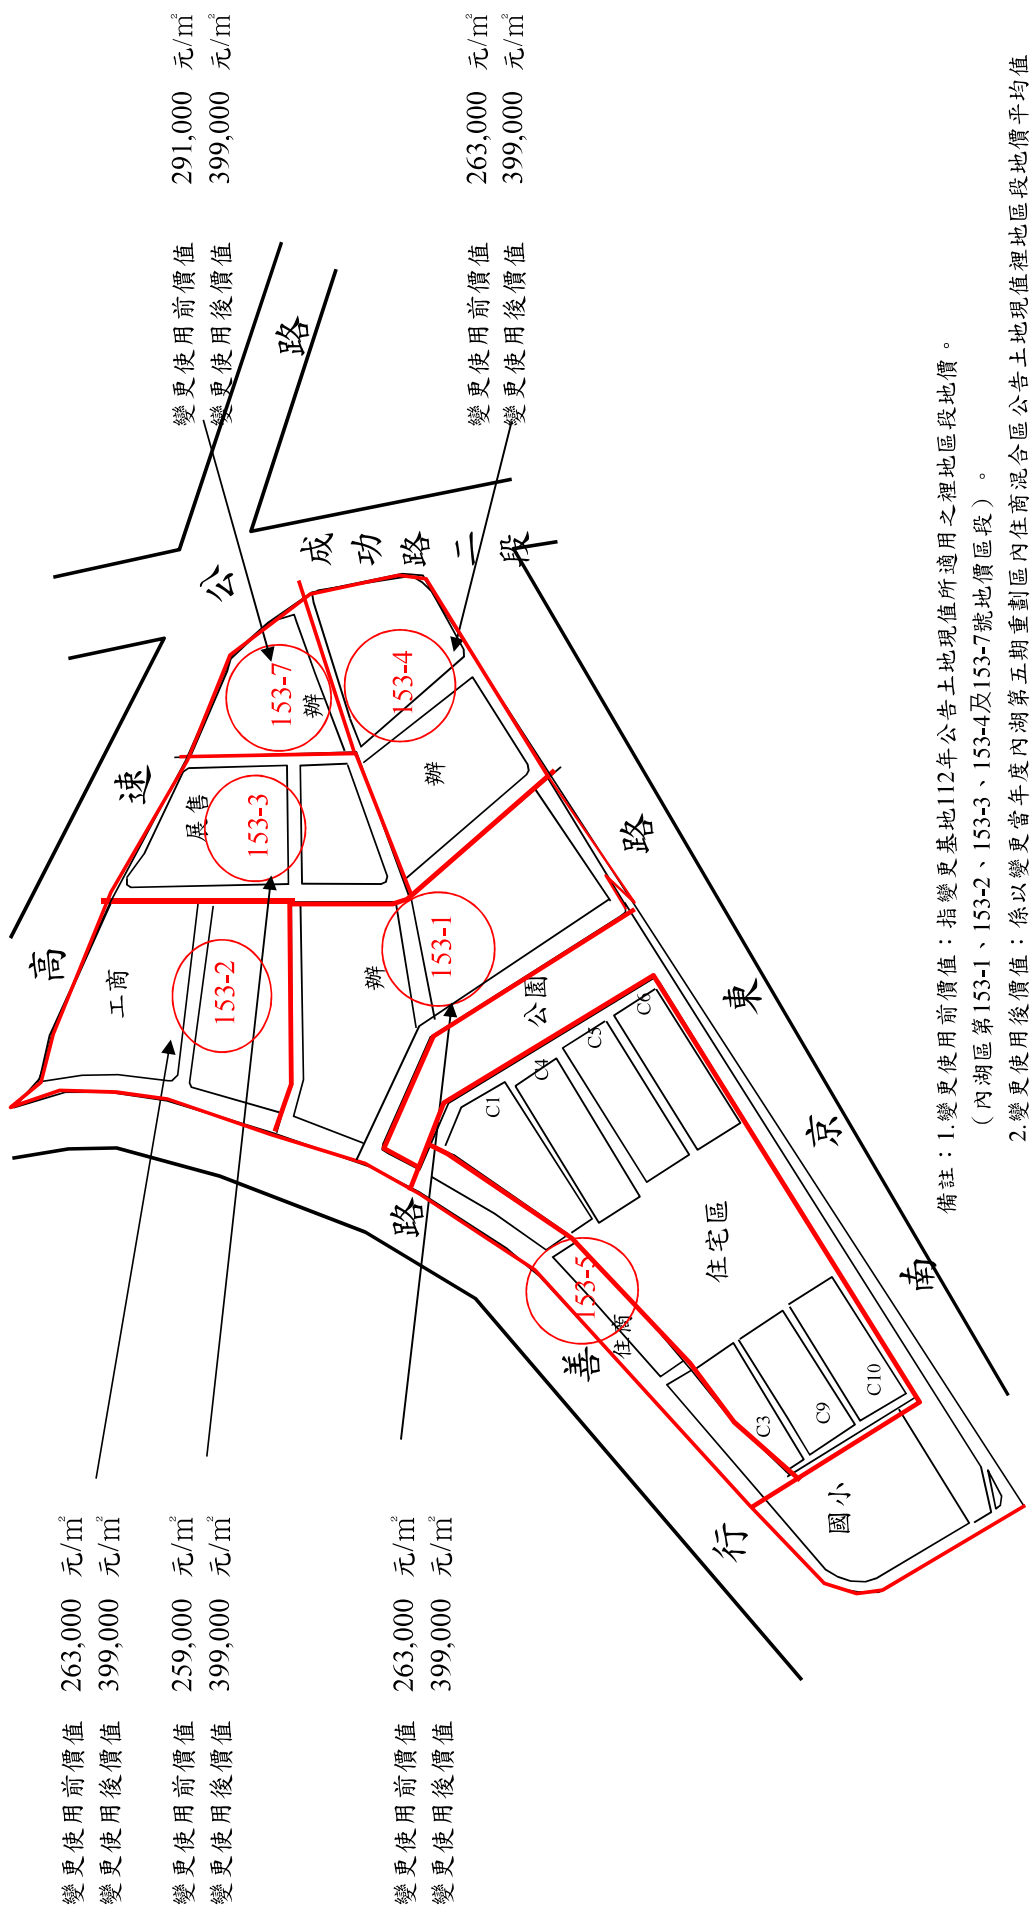 變更使用前價值 291,000 元/㎡
變更使用後價值 399,000 元/㎡
變更使用前價值 263,000 元/㎡
變更使用後價值 399,000 元/㎡
變更使用前價值 263,000 元/㎡
變更使用後價值 399,000 元/㎡
變更使用前價值 259,000 元/㎡
變更使用後價值 399,000 元/㎡
變更使用前價值 263,000 元/㎡
變更使用後價值 399,000 元/㎡
高速公路
成功路二段
行善路
南京東路
工商
153-2
展售
153-3
辦
153-7
153-4
辦
辦
153-1
公園
C1
C4
C5
C6
住宅區
153-5
住商
C3
C9
C10
國小
備註：1.變更使用前價值：指變更基地112年公告土地現值所適用之裡地區段地價。
（內湖區第153-1、153-2、153-3、153-4及153-7號地價區段）。
2.變更使用後價值：係以變更當年度內湖第五期重劃區內住商混合區公告土地現值裡地區段地價平均值